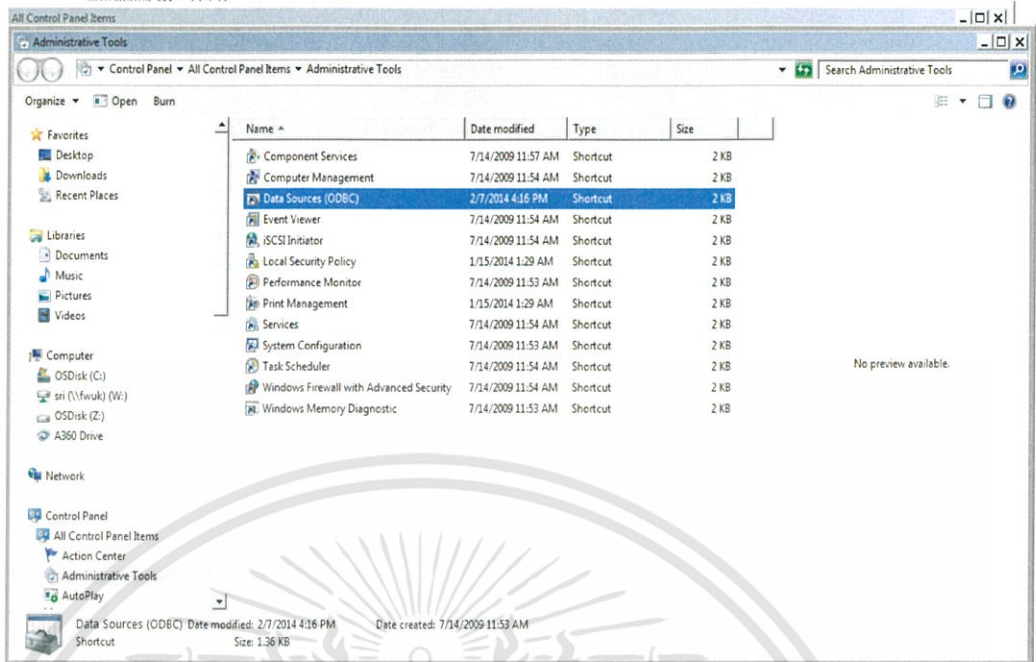 All Control Panel Items
Administrative Tools
Control Panel All Control Panel Items Administrative Tools
Search Administrative Tools
Organize Open Burn
Name Date modified Type Size
Favorites
Desktop
Downloads
Recent Places
Libraries
Documents
Music
Pictures
Videos
Computer
OSDisk (C:)
sri (\\fwuk) (W:)
OSDisk (Z:)
A360 Drive
Network
Control Panel
All Control Panel Items
Action Center
Administrative Tools
AutoPlay
Component Services 7/14/2009 11:57 AM Shortcut 2 KB
Computer Management 7/14/2009 11:54 AM Shortcut 2 KB
Data Sources (ODBC) 2/7/2014 4:16 PM Shortcut 2 KB
Event Viewer 7/14/2009 11:54 AM Shortcut 2 KB
iSCSI Initiator 7/14/2009 11:54 AM Shortcut 2 KB
Local Security Policy 1/15/2014 1:29 AM Shortcut 2 KB
Performance Monitor 7/14/2009 11:53 AM Shortcut 2 KB
Print Management 1/15/2014 1:29 AM Shortcut 2 KB
Services 7/14/2009 11:54 AM Shortcut 2 KB
System Configuration 7/14/2009 11:53 AM Shortcut 2 KB
Task Scheduler 7/14/2009 11:54 AM Shortcut 2 KB
Windows Firewall with Advanced Security 7/14/2009 11:54 AM Shortcut 2 KB
Windows Memory Diagnostic 7/14/2009 11:53 AM Shortcut 2 KB
No preview available.
Data Sources (ODBC) Date modified: 2/7/2014 4:16 PM Date created: 7/14/2009 11:53 AM
Shortcut Size: 1.36 KB